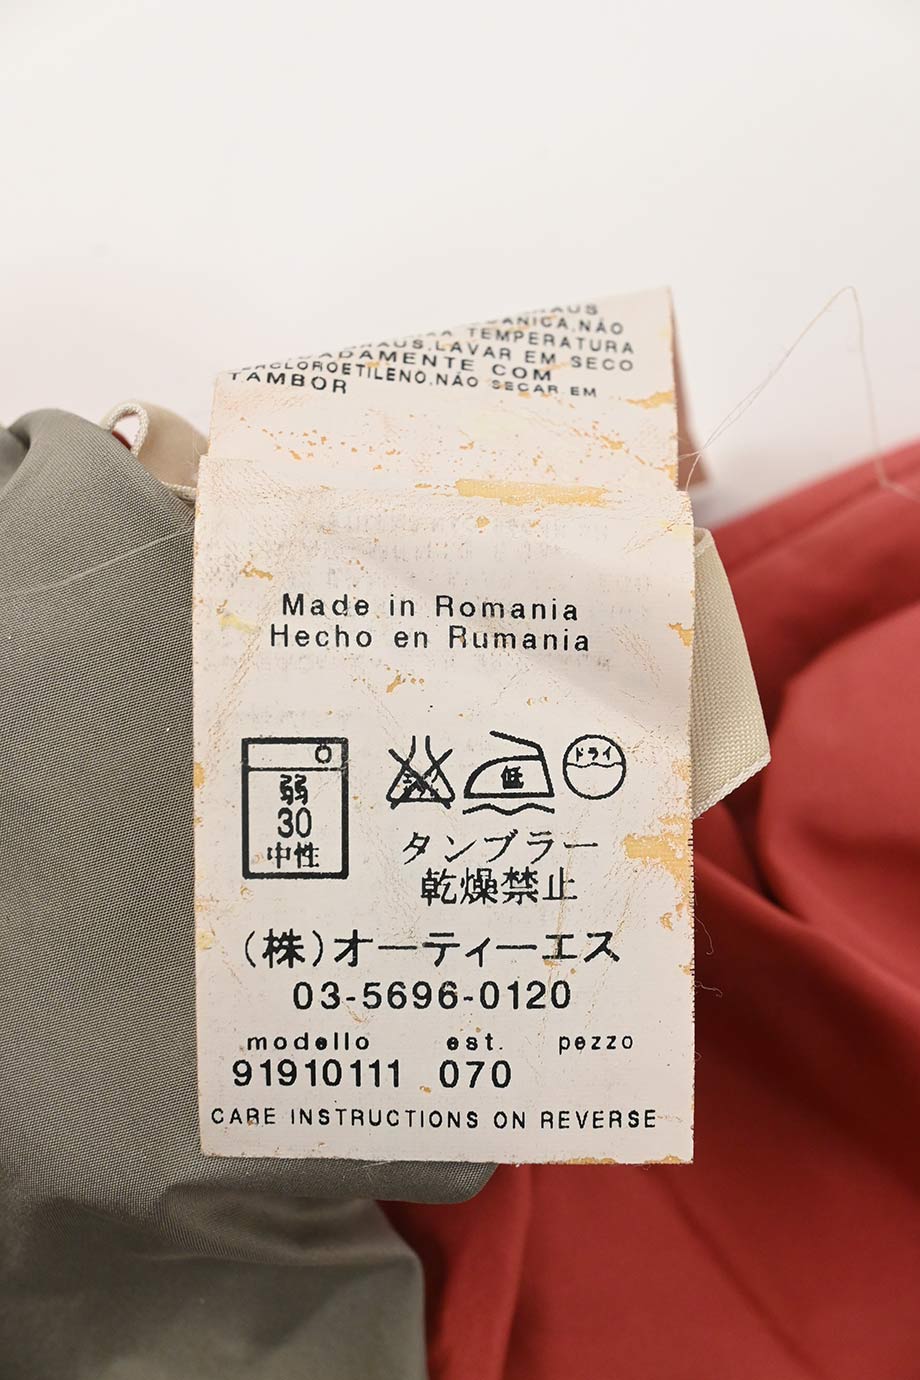 TEMPERATURA
LAVAR EM SECO
COM
NÃO SECAR EM
TAMBOR
Made in Romania
Hecho en Rumania
弱
30
中性
低
ドライ
タンブラー
乾燥禁止
(株)オーティーエス
03-5696-0120
modello est. pezzo
91910111 070
CARE INSTRUCTIONS ON REVERSE